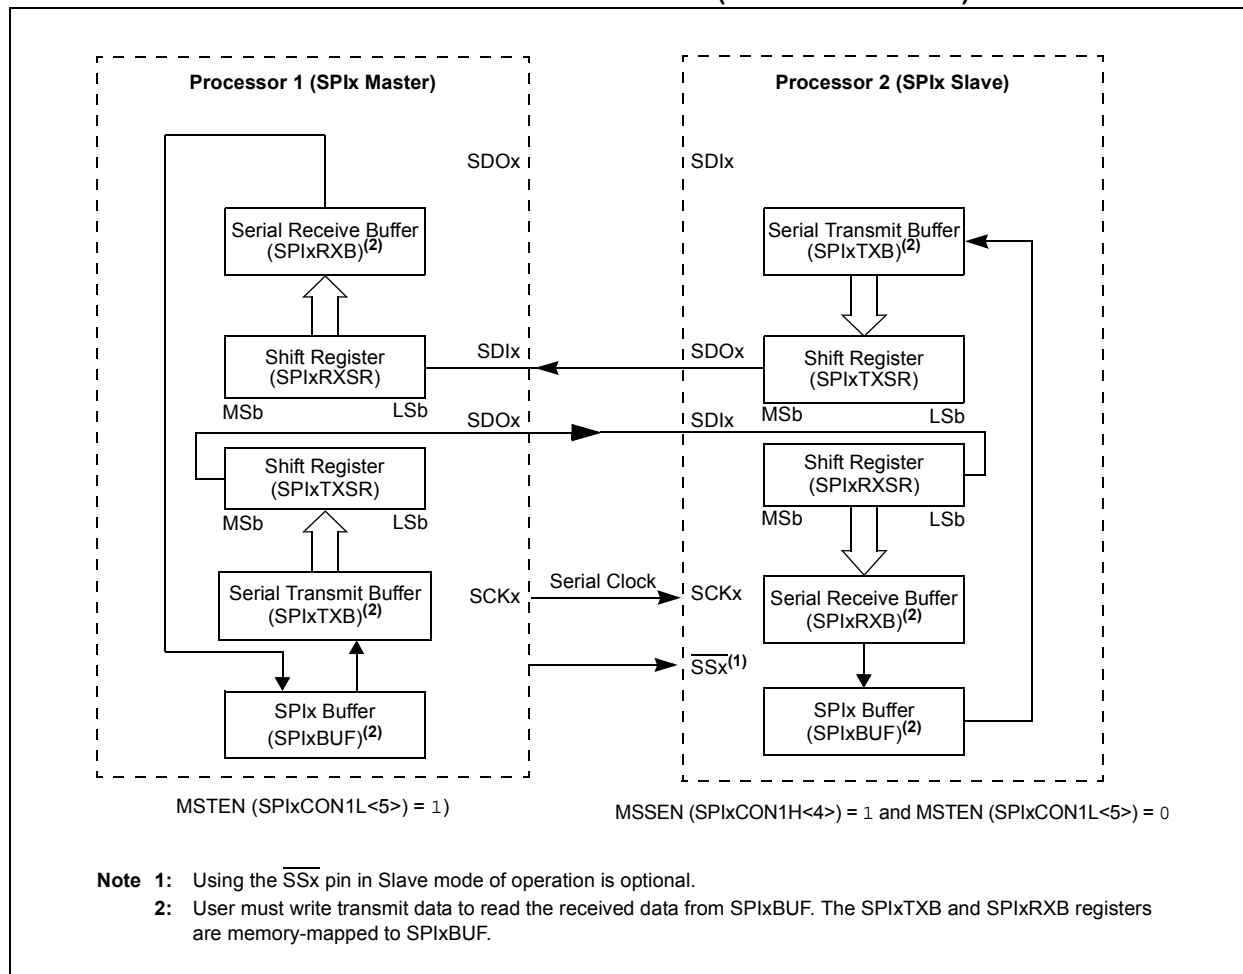 Processor 1 (SPIx Master)
Processor 2 (SPIx Slave)
SDOx
SDIx
Serial Receive Buffer
(SPIxRXB)(2)
Serial Transmit Buffer
(SPIxTXB)(2)
Shift Register
(SPIxRXSR)
SDIx
SDOx
Shift Register
(SPIxTXSR)
MSb
LSb
MSb
LSb
SDOx
SDIx
Shift Register
(SPIxTXSR)
Shift Register
(SPIxRXSR)
MSb
LSb
MSb
LSb
Serial Transmit Buffer
(SPIxTXB)(2)
SCKx
Serial Clock
SCKx
Serial Receive Buffer
(SPIxRXB)(2)
SSx(1)
SPIx Buffer
(SPIxBUF)(2)
SPIx Buffer
(SPIxBUF)(2)
MSTEN (SPIxCON1L<5>) = 1)
MSSEN (SPIxCON1H<4>) = 1 and MSTEN (SPIxCON1L<5>) = 0
Note 1: Using the SSx pin in Slave mode of operation is optional.
2: User must write transmit data to read the received data from SPIxBUF. The SPIxTXB and SPIxRXB registers
are memory-mapped to SPIxBUF.